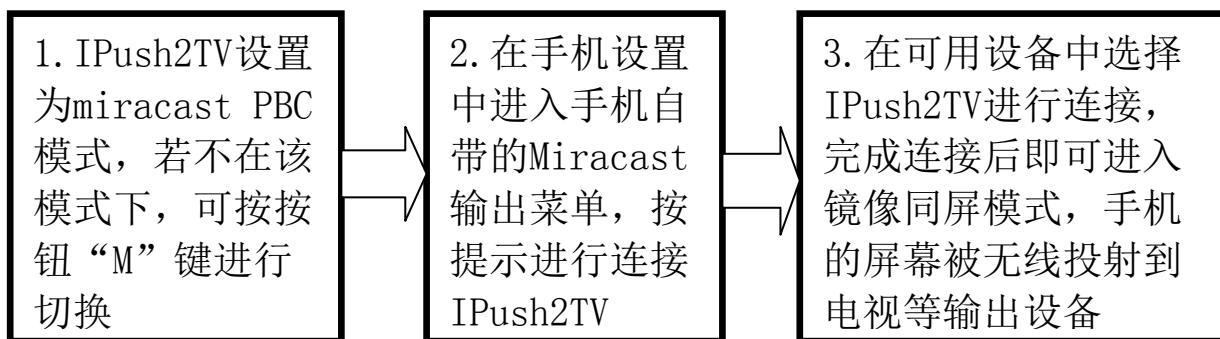 1.IPush2TV设置
为miracast PBC
模式，若不在该
模式下，可按按
钮“M”键进行
切换
2.在手机设置
中进入手机自
带的Miracast
输出菜单，按
提示进行连接
IPush2TV
3.在可用设备中选择
IPush2TV进行连接，
完成连接后即可进入
镜像同屏模式，手机
的屏幕被无线投射到
电视等输出设备